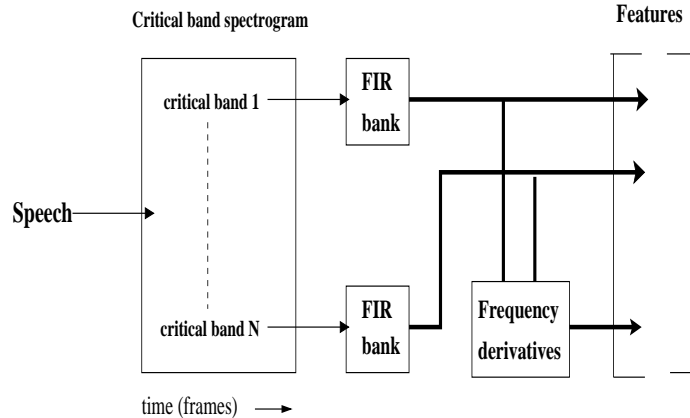 Features
Critical band spectrogram
FIR
bank
critical band 1
Speech
critical band N
FIR
bank
Frequency
derivatives
time (frames)